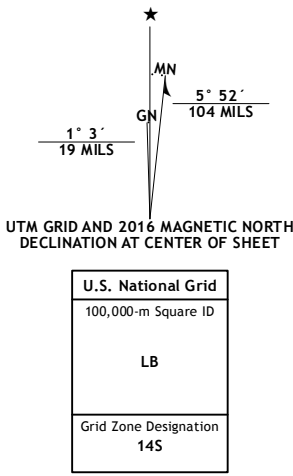 ★
MN
GN
5° 52´
104 MILS
1° 3´
19 MILS
UTM GRID AND 2016 MAGNETIC NORTH
DECLINATION AT CENTER OF SHEET
U.S. National Grid
100,000-m Square ID
LB
Grid Zone Designation
14S